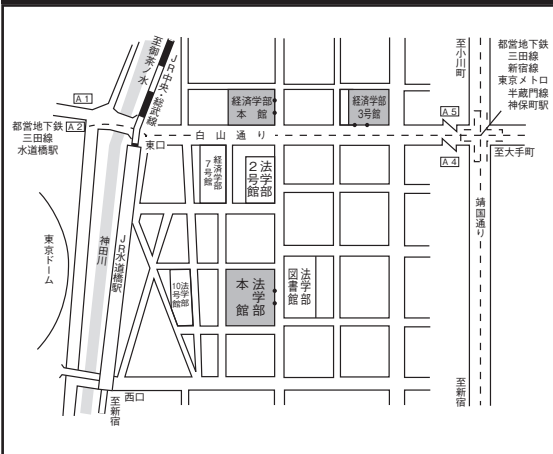 至御茶ノ水
JR中央・総武線
至小川町
都営地下鉄
三田線
新宿線
東京メトロ
半蔵門線
神保町駅
A1
経済学部
本館
経済学部
3号館
A5
都営地下鉄
三田線
水道橋駅
A2
東口
白山通り
至大手町
A4
経済学部
7号館
法学部
2号館
靖国通り
東京ドーム
神田川
JR水道橋駅
法学部
10号館
法学部
本館
法学部
図書館
西口
至新宿
至新宿